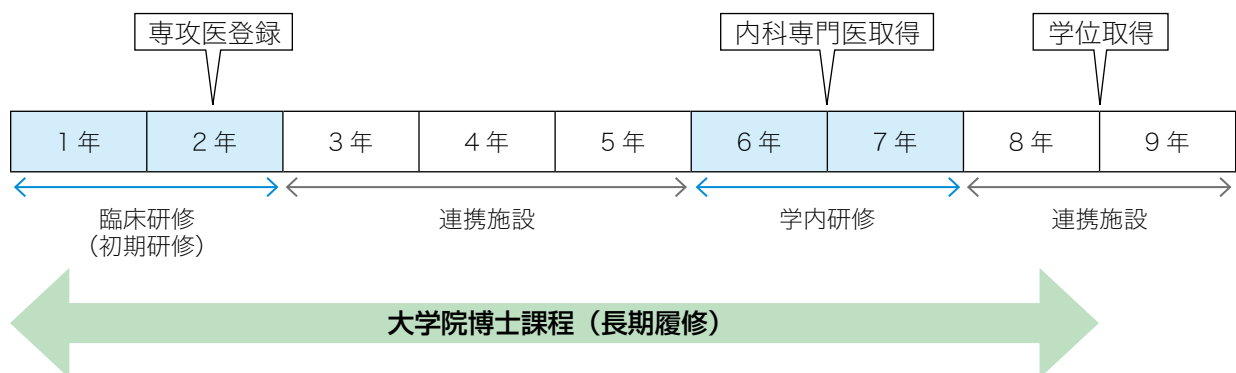 専攻医登録
内科専門医取得
学位取得
1年
2年
3年
4年
5年
6年
7年
8年
9年
臨床研修
（初期研修）
連携施設
学内研修
連携施設
大学院博士課程（長期履修）